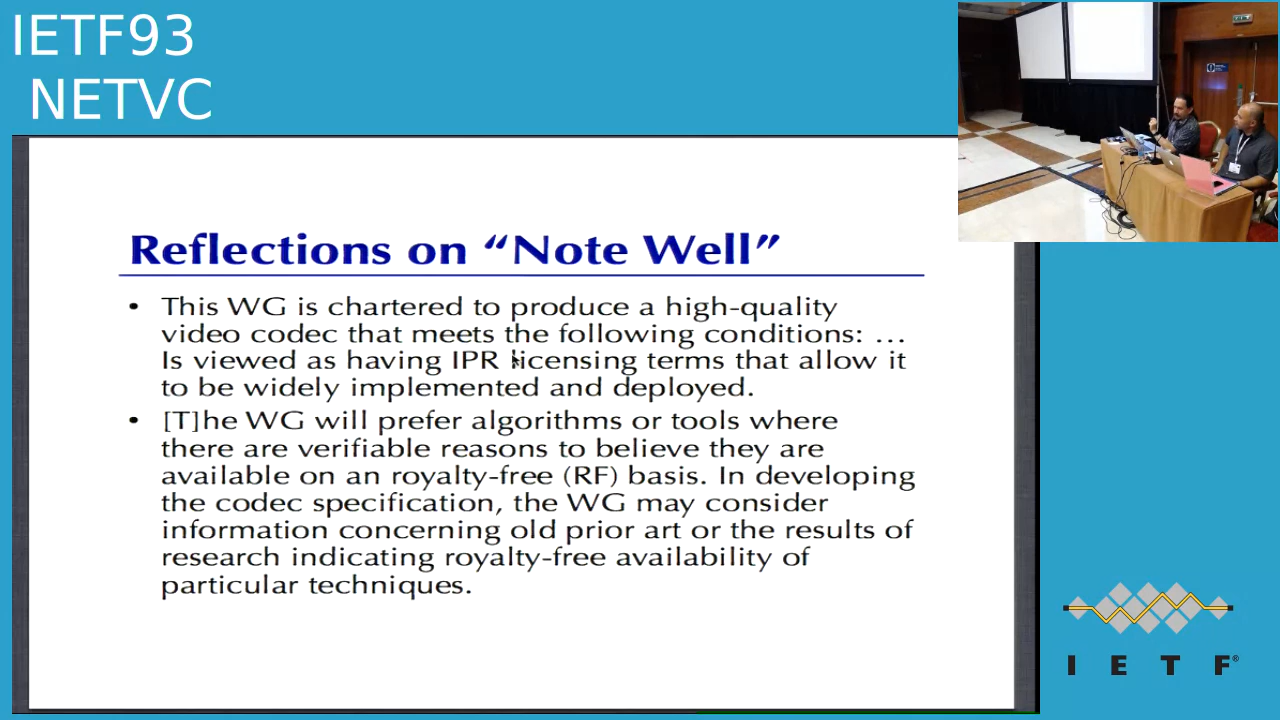 IETF93
NETVC
Reflections on “Note Well”
• This WG is chartered to produce a high-quality
video codec that meets the following conditions: …
Is viewed as having IPR licensing terms that allow it
to be widely implemented and deployed.
• [T]he WG will prefer algorithms or tools where
there are verifiable reasons to believe they are
available on an royalty-free (RF) basis. In developing
the codec specification, the WG may consider
information concerning old prior art or the results of
research indicating royalty-free availability of
particular techniques.
I E T F®